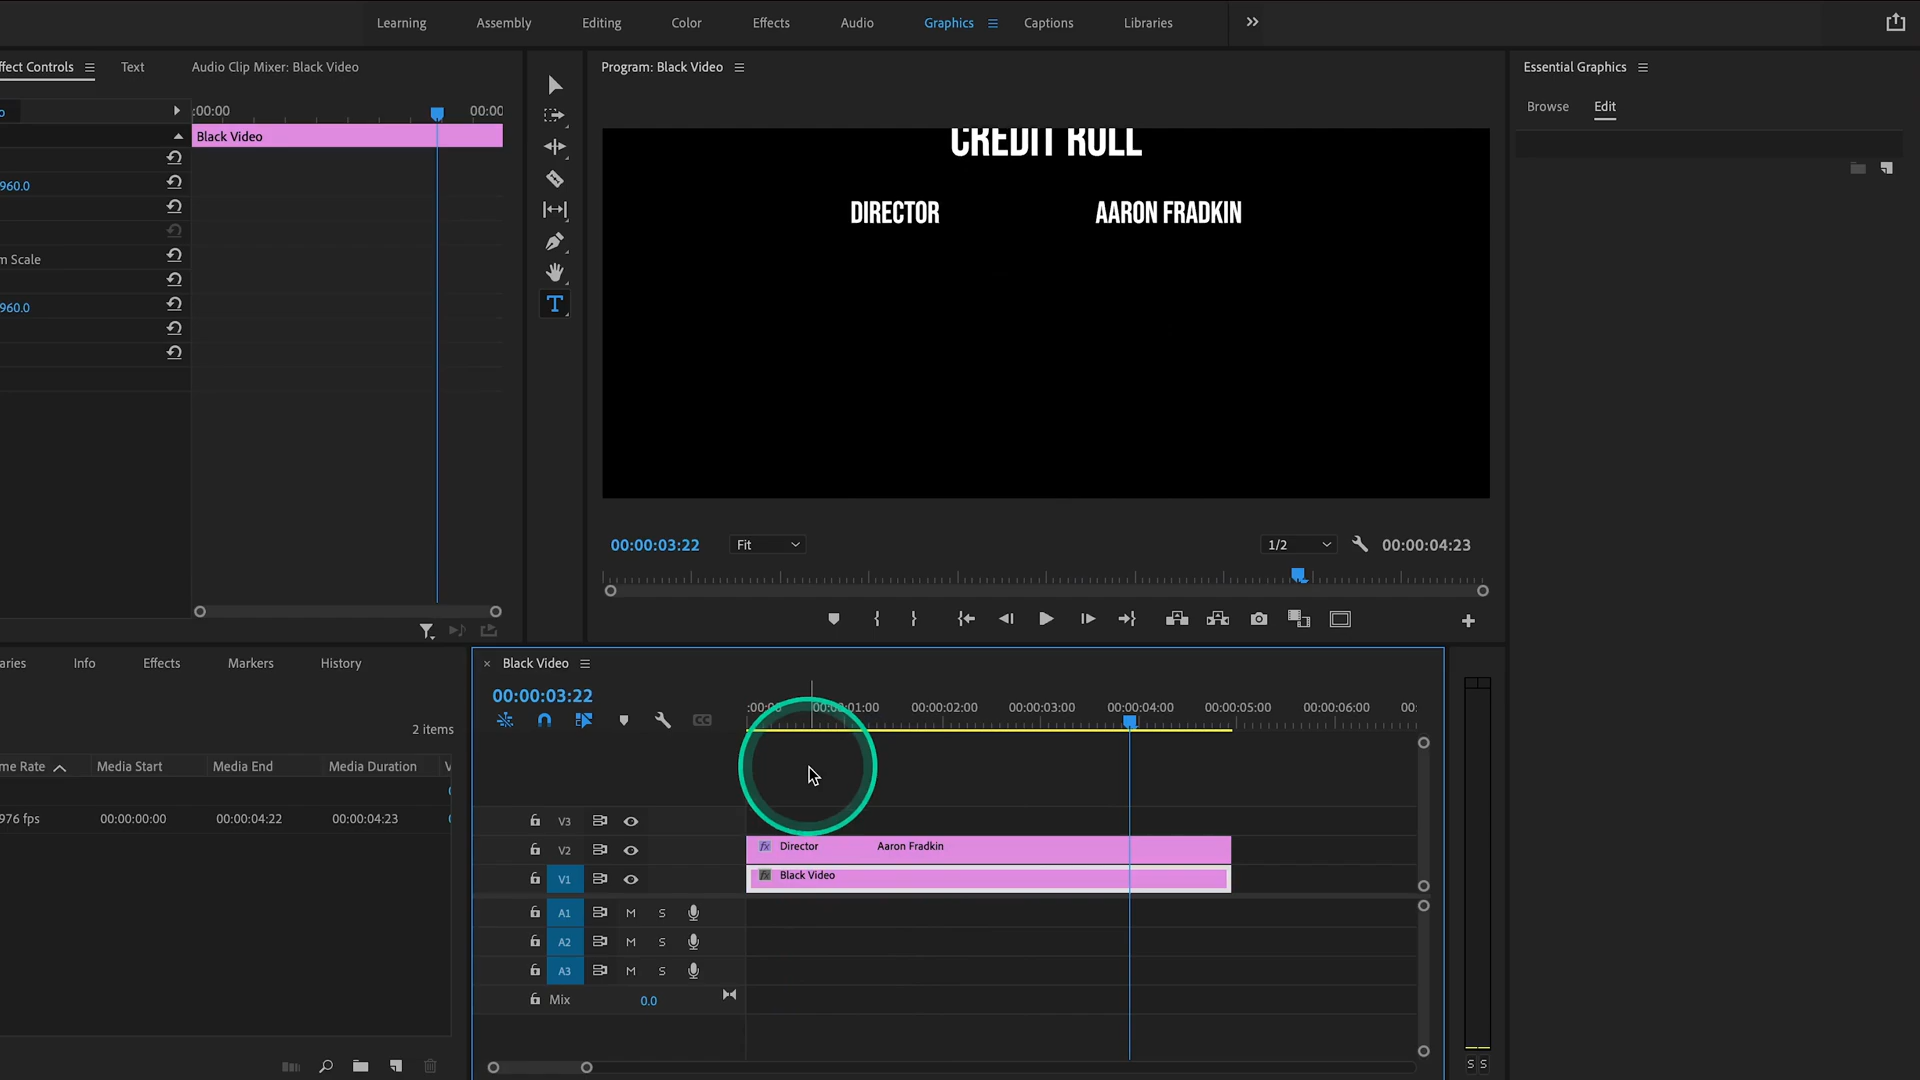 Learning Assembly Editing Color Effects Audio Graphics Captions Libraries
ffect Controls Text Audio Clip Mixer: Black Video
Program: Black Video
Essential Graphics
Browse Edit
:00:00 00:00
Black Video
960.0
m Scale
960.0
CREDIT ROLL
DIRECTOR AARON FRADKIN
00:00:03:22 Fit 1/2 00:00:04:23
aries Info Effects Markers History
2 items
me Rate Media Start Media End Media Duration V
976 fps 00:00:00:00 00:00:04:22 00:00:04:23 0
Black Video
00:00:03:22
:00:00 00:00:01:00 00:00:02:00 00:00:03:00 00:00:04:00 00:00:05:00 00:00:06:00 00:
V3
V2 fx Director Aaron Fradkin
V1 fx Black Video
A1 M S
A2 M S
A3 M S
Mix 0.0
S S